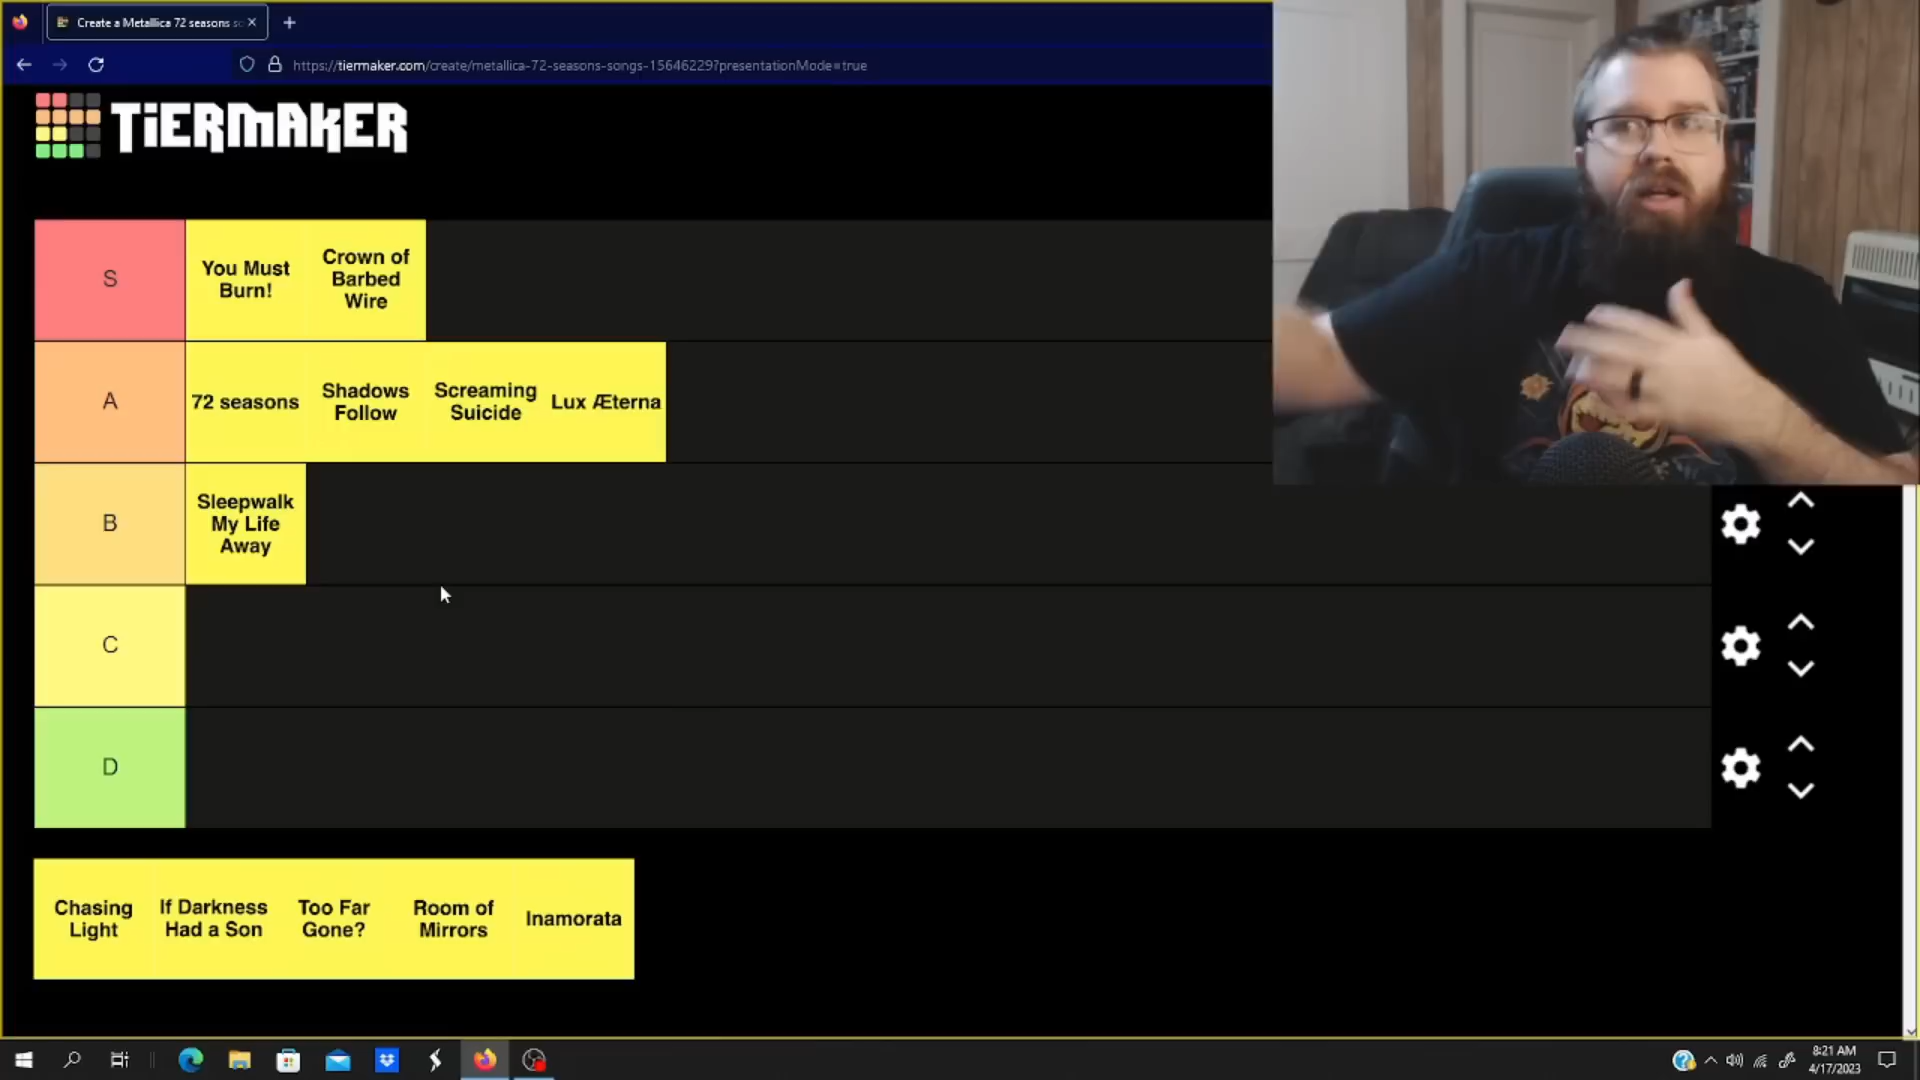 Create a Metallica 72 seasons so
https://tiermaker.com/create/metallica-72-seasons-songs-15646229?presentationMode=true
TiERMAKER
S
You Must
Burn!
Crown of
Barbed
Wire
A
72 seasons
Shadows
Follow
Screaming
Suicide
Lux Æterna
B
Sleepwalk
My Life
Away
C
D
Chasing
Light
If Darkness
Had a Son
Too Far
Gone?
Room of
Mirrors
Inamorata
8:21 AM
4/17/2023